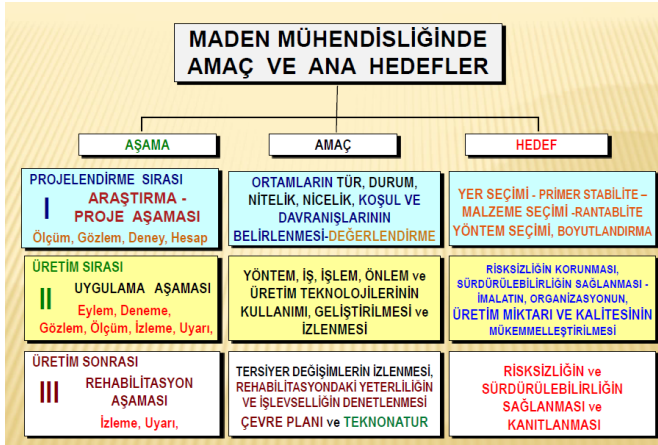 MADEN MÜHENDİSLİĞİNDE
AMAÇ VE ANA HEDEFLER
AŞAMA
AMAÇ
HEDEF
PROJELENDİRME SIRASI
I
ARAŞTIRMA -
PROJE AŞAMASI
Ölçüm, Gözlem, Deney, Hesap
ORTAMLARIN TÜR, DURUM,
NİTELİK, NİCELİK, KOŞUL VE
DAVRANIŞLARININ
BELİRLENMESİ-DEĞERLENDİRME
YER SEÇİMİ - PRİMER STABİLİTE –
MALZEME SEÇİMİ -RANTABLİTE
YÖNTEM SEÇİMİ, BOYUTLANDIRMA
ÜRETİM SIRASI
II
UYGULAMA AŞAMASI
Eylem, Deneme,
Gözlem, Ölçüm, İzleme, Uyarı,
YÖNTEM, İŞ, İŞLEM, ÖNLEM ve
ÜRETİM TEKNOLOJİLERİNİN
KULLANIMI, GELİŞTİRİLMESİ ve
İZLENMESİ
RİSKSİZLİĞİN KORUNMASI,
SÜRDÜRÜLEBİLİRLİĞİN SAĞLANMASI -
İMALATIN, ORGANİZASYONUN,
ÜRETİM MİKTARI VE KALİTESİNİN
MÜKEMMELLEŞTİRİLMESİ
ÜRETİM SONRASI
III
REHABİLİTASYON
AŞAMASI
İzleme, Uyarı,
TERSİYER DEĞİŞİMLERİN İZLENMESİ,
REHABİLİTASYONDAKİ YETERLİLİĞİN
VE İŞLEVSELLİĞİN DENETLENMESİ
ÇEVRE PLANI ve TEKNONATUR
RİSKSİZLİĞİN ve
SÜRDÜRÜLEBİLİRLİĞİN
SAĞLANMASI ve
KANITLANMASI